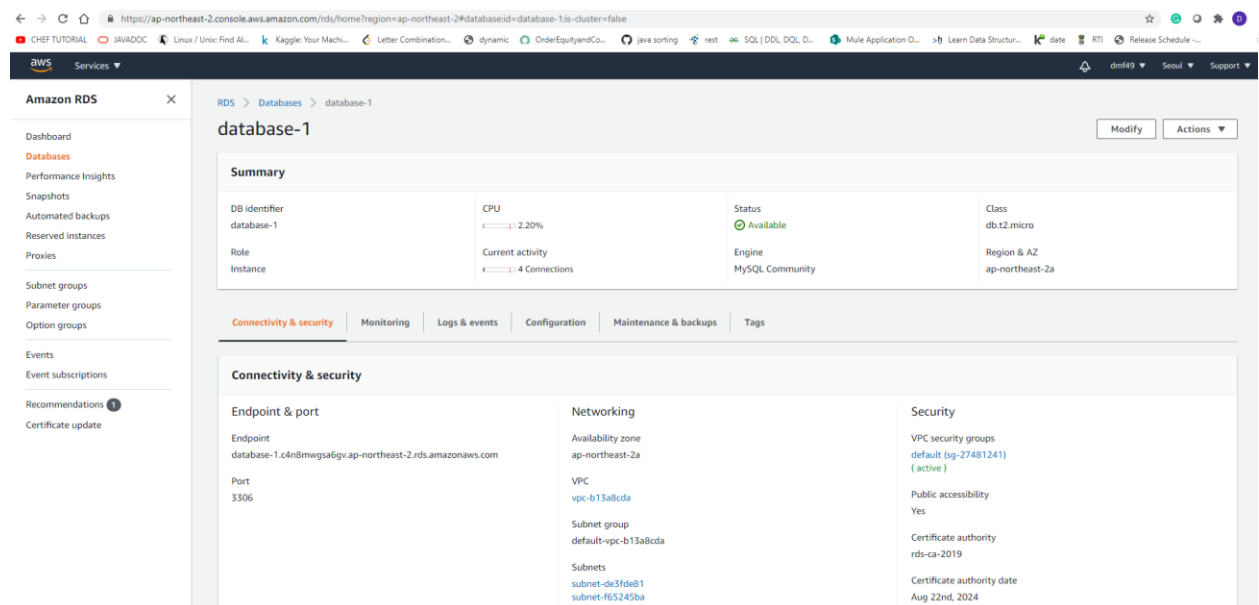 https://ap-northeast-2.console.aws.amazon.com/rds/home?region=ap-northeast-2#database:id=database-1;is-cluster=false
CHEF TUTORIAL JAVADOC Linux / Unix: Find Al... Kaggle: Your Machi... Letter Combination... dynamic OrderEquityandCo... java sorting rest SQL | DDL, DQL, D... Mule Application O... Learn Data Structur... date RTI Release Schedule -...
aws Services dmf49 Seoul Support
Amazon RDS
Dashboard
Databases
Performance Insights
Snapshots
Automated backups
Reserved instances
Proxies
Subnet groups
Parameter groups
Option groups
Events
Event subscriptions
Recommendations 1
Certificate update
RDS > Databases > database-1
database-1
Modify Actions
Summary
DB identifier
database-1
CPU
2.20%
Status
Available
Class
db.t2.micro
Role
Instance
Current activity
4 Connections
Engine
MySQL Community
Region & AZ
ap-northeast-2a
Connectivity & security Monitoring Logs & events Configuration Maintenance & backups Tags
Connectivity & security
Endpoint & port
Endpoint
database-1.c4n8mwgsa6gv.ap-northeast-2.rds.amazonaws.com
Port
3306
Networking
Availability zone
ap-northeast-2a
VPC
vpc-b13a8cda
Subnet group
default-vpc-b13a8cda
Subnets
subnet-de3fde81
subnet-f65245ba
Security
VPC security groups
default (sg-27481241)
( active )
Public accessibility
Yes
Certificate authority
rds-ca-2019
Certificate authority date
Aug 22nd, 2024